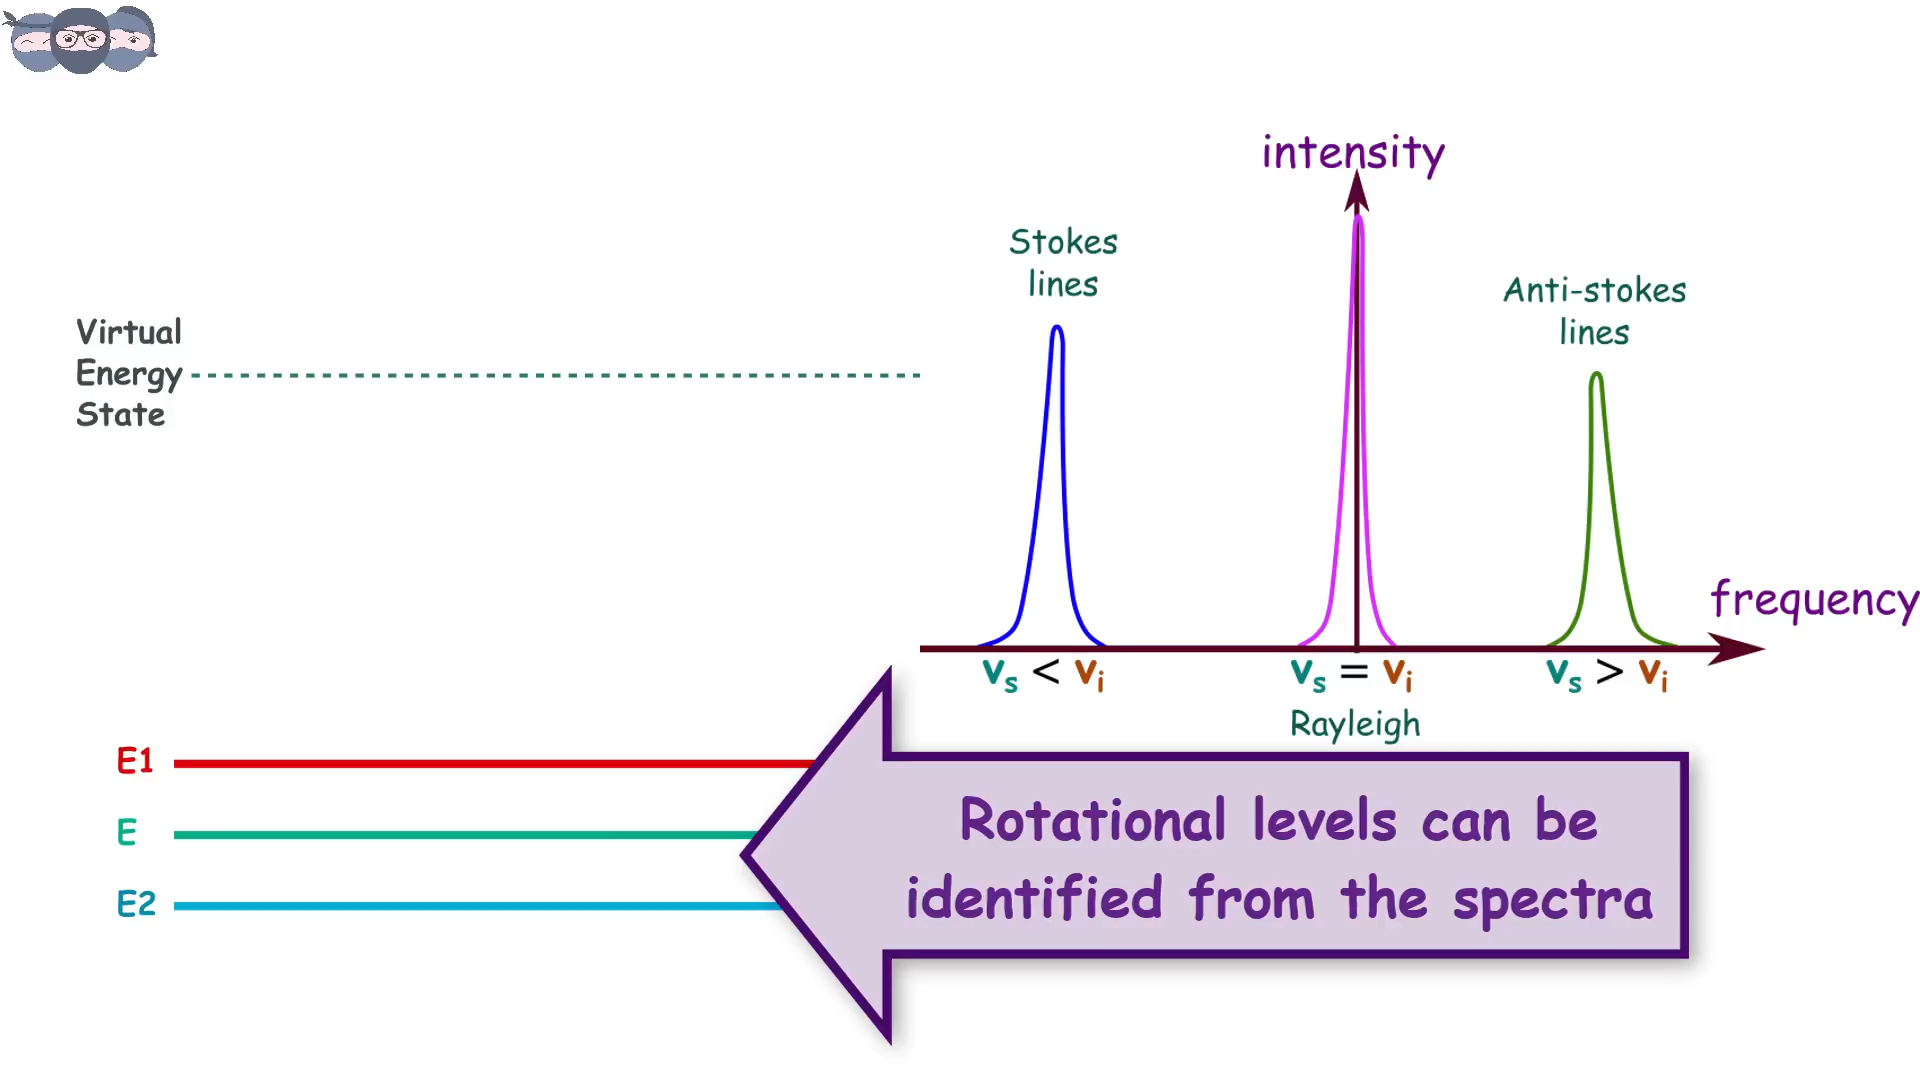 intensity
Stokes
lines
Anti-stokes
lines
Virtual
Energy
State
frequency
vs < vi
vs = vi
vs > vi
Rayleigh
E1
E
E2
Rotational levels can be
identified from the spectra